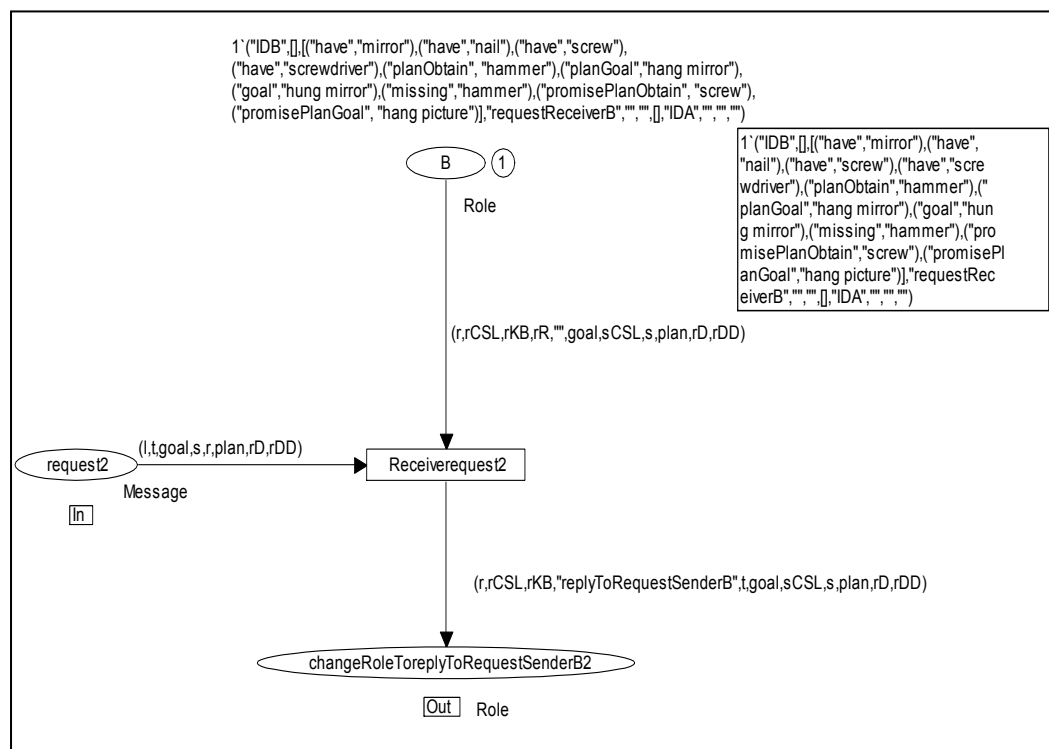 1`("IDB",[],[("have","mirror"),("have","nail"),("have","screw"),
("have","screwdriver"),("planObtain", "hammer"),("planGoal","hang mirror"),
("goal","hung mirror"),("missing","hammer"),("promisePlanObtain", "screw"),
("promisePlanGoal", "hang picture")],"requestReceiverB","","",[],"IDA","","","")
1`("IDB",[],[("have","mirror"),("have",
"nail"),("have","screw"),("have","scre
wdriver"),("planObtain","hammer"),("
planGoal","hang mirror"),("goal","hun
g mirror"),("missing","hammer"),("pro
misePlanObtain","screw"),("promisePl
anGoal","hang picture")],"requestRec
eiverB","","",[],"IDA","","","")
B
1
Role
(r,rCSL,rKB,rR,"",goal,sCSL,s,plan,rD,rDD)
(l,t,goal,s,r,plan,rD,rDD)
request2
Receiverequest2
Message
In
(r,rCSL,rKB,"replyToRequestSenderB",t,goal,sCSL,s,plan,rD,rDD)
changeRoleToreplyToRequestSenderB2
Out
Role